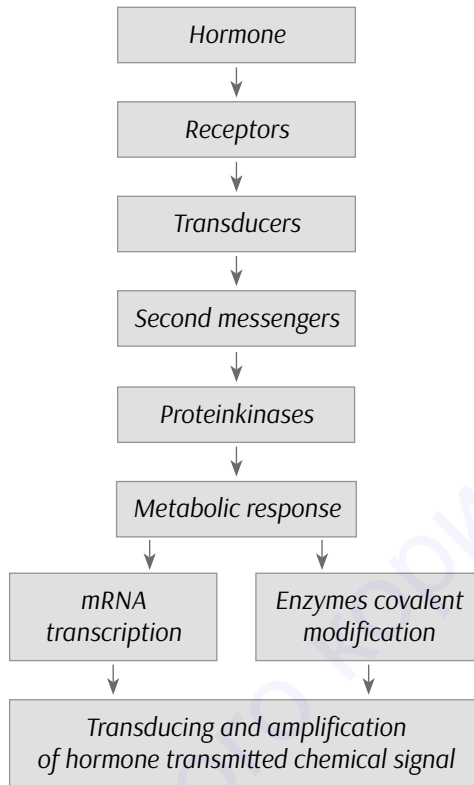 Hormone
Receptors
Transducers
Second messengers
Proteinkinases
Metabolic response
mRNA
transcription
Enzymes covalent
modification
Transducing and amplification
of hormone transmitted chemical signal